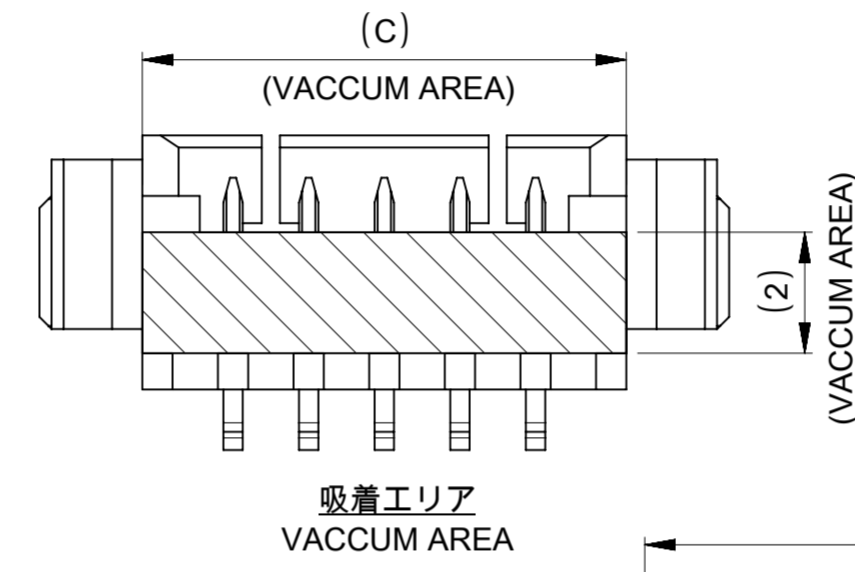 (C)
(VACCUM AREA)
(2)
(VACCUM AREA)
吸着エリア
VACCUM AREA